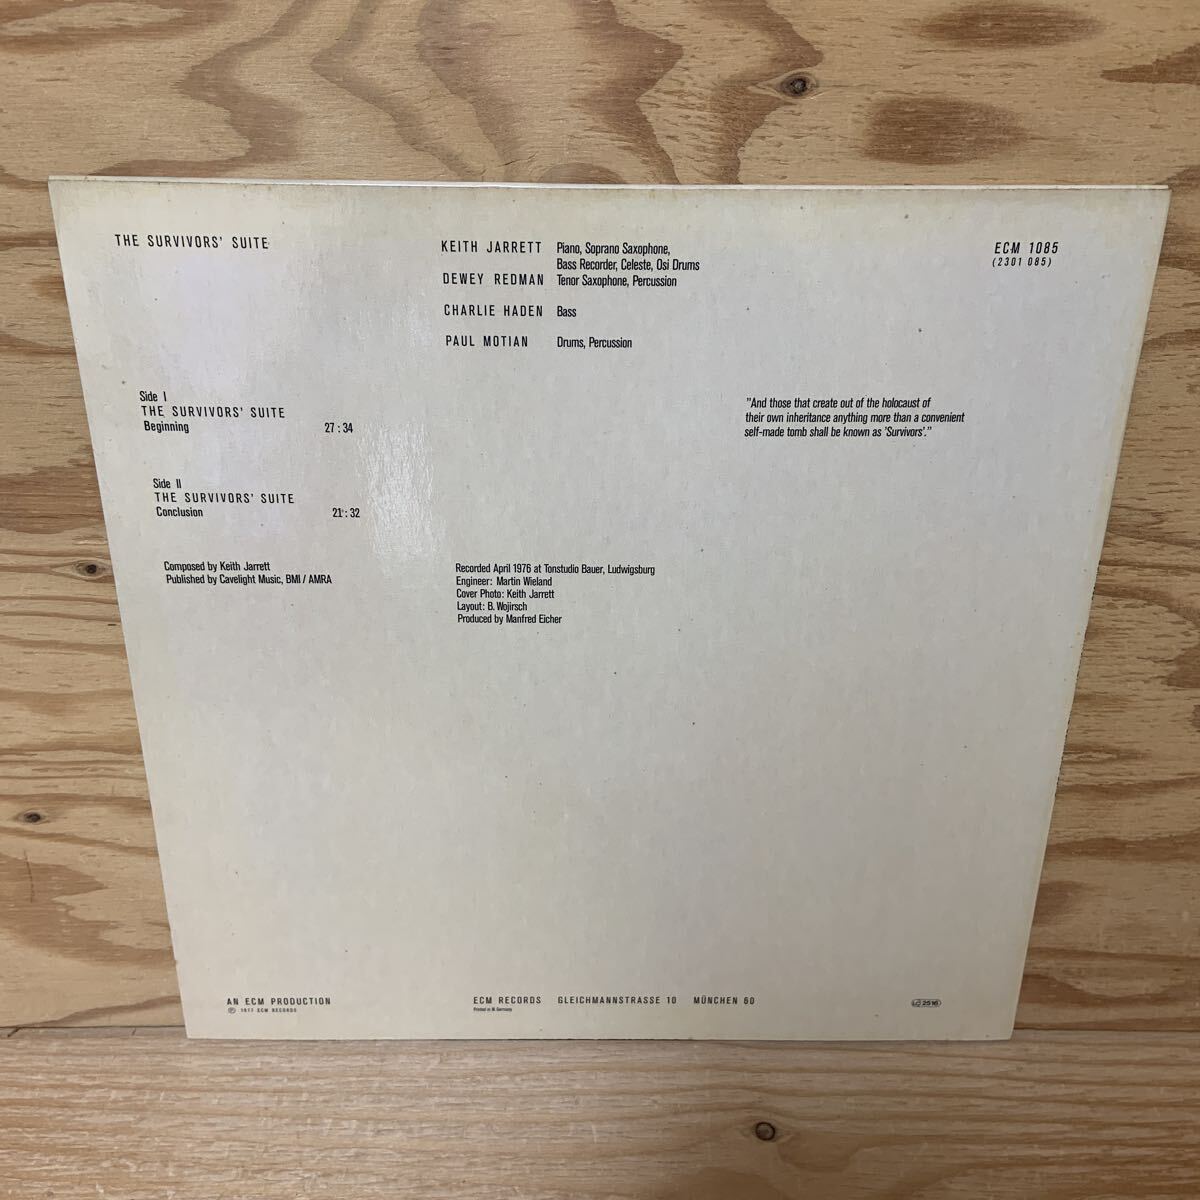 THE SURVIVORS' SUITE
KEITH JARRETT Piano, Soprano Saxophone,
Bass Recorder, Celeste, Osi Drums
DEWEY REDMAN Tenor Saxophone, Percussion
CHARLIE HADEN Bass
PAUL MOTIAN Drums, Percussion
ECM 1085
(2301 085)
Side I
THE SURVIVORS' SUITE
Beginning 27:34
Side II
THE SURVIVORS' SUITE
Conclusion 21:32
"And those that create out of the holocaust of
their own inheritance anything more than a convenient
self-made tomb shall be known as 'Survivors'."
Composed by Keith Jarrett
Published by Cavelight Music, BMI / AMRA
Recorded April 1976 at Tonstudio Bauer, Ludwigsburg
Engineer: Martin Wieland
Cover Photo: Keith Jarrett
Layout: B. Wojirsch
Produced by Manfred Eicher
AN ECM PRODUCTION
℗ 1977 ECM RECORDS
ECM RECORDS GLEICHMANNSTRASSE 10 MÜNCHEN 60
Printed in W. Germany
LC 2516